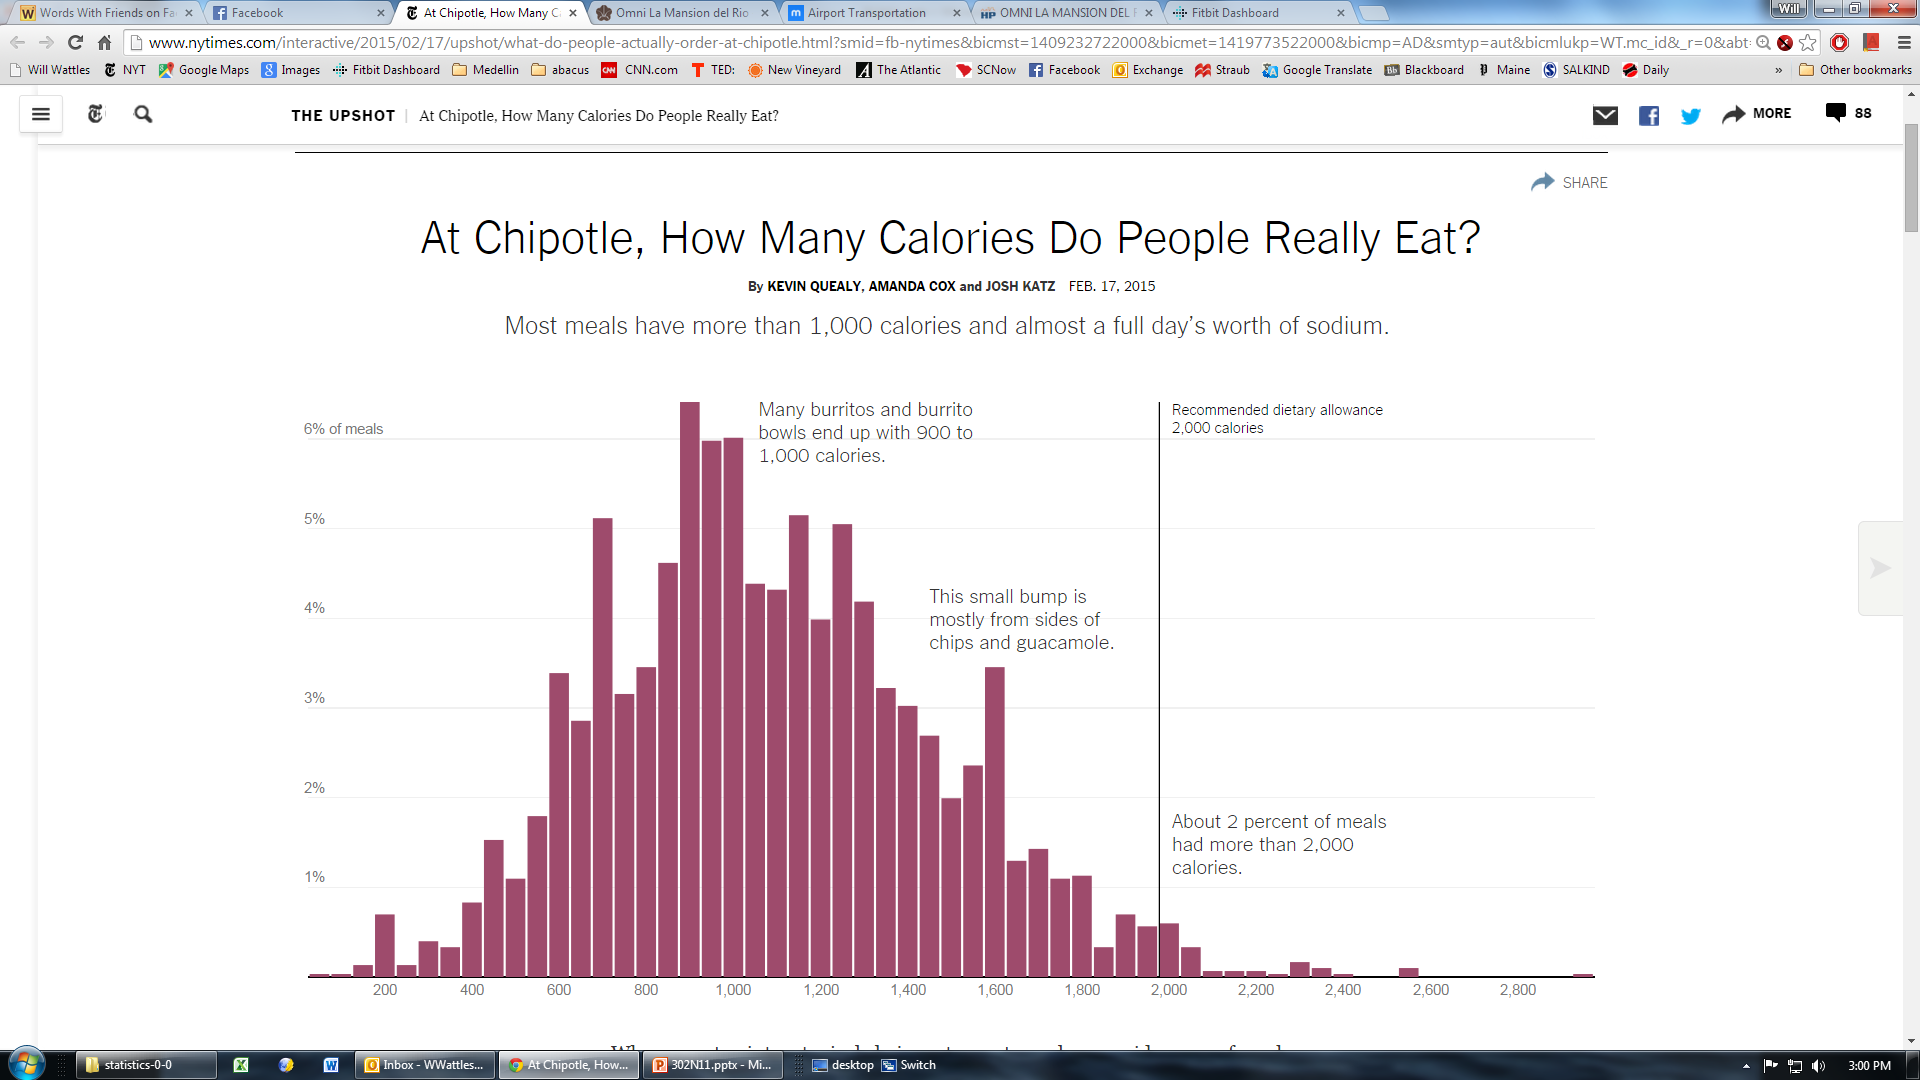 Words With Friends on Fa
Facebook
At Chipotle, How Many C
Omni La Mansion del Rio
Airport Transportation
OMNI LA MANSION DEL
Fitbit Dashboard
Will
www.nytimes.com/interactive/2015/02/17/upshot/what-do-people-actually-order-at-chipotle.html?smid=fb-nytimes&bicmst=1409232722000&bicmet=1419773522000&bicmp=AD&smtyp=aut&bicmlukp=WT.mc_id&_r=0&abt
Will Wattles
NYT
Google Maps
Images
Fitbit Dashboard
Medellin
abacus
CNN.com
TED:
New Vineyard
The Atlantic
SCNow
Facebook
Exchange
Straub
Google Translate
Blackboard
Maine
SALKIND
Daily
»
Other bookmarks
THE UPSHOT | At Chipotle, How Many Calories Do People Really Eat?
MORE
88
SHARE
At Chipotle, How Many Calories Do People Really Eat?
By KEVIN QUEALY, AMANDA COX and JOSH KATZ FEB. 17, 2015
Most meals have more than 1,000 calories and almost a full day’s worth of sodium.
6% of meals
5%
4%
3%
2%
1%
Many burritos and burrito
bowls end up with 900 to
1,000 calories.
Recommended dietary allowance
2,000 calories
This small bump is
mostly from sides of
chips and guacamole.
About 2 percent of meals
had more than 2,000
calories.
200 400 600 800 1,000 1,200 1,400 1,600 1,800 2,000 2,200 2,400 2,600 2,800
statistics-0-0
Inbox - WWattles...
At Chipotle, How...
302N11.pptx - Mi...
desktop
Switch
3:00 PM